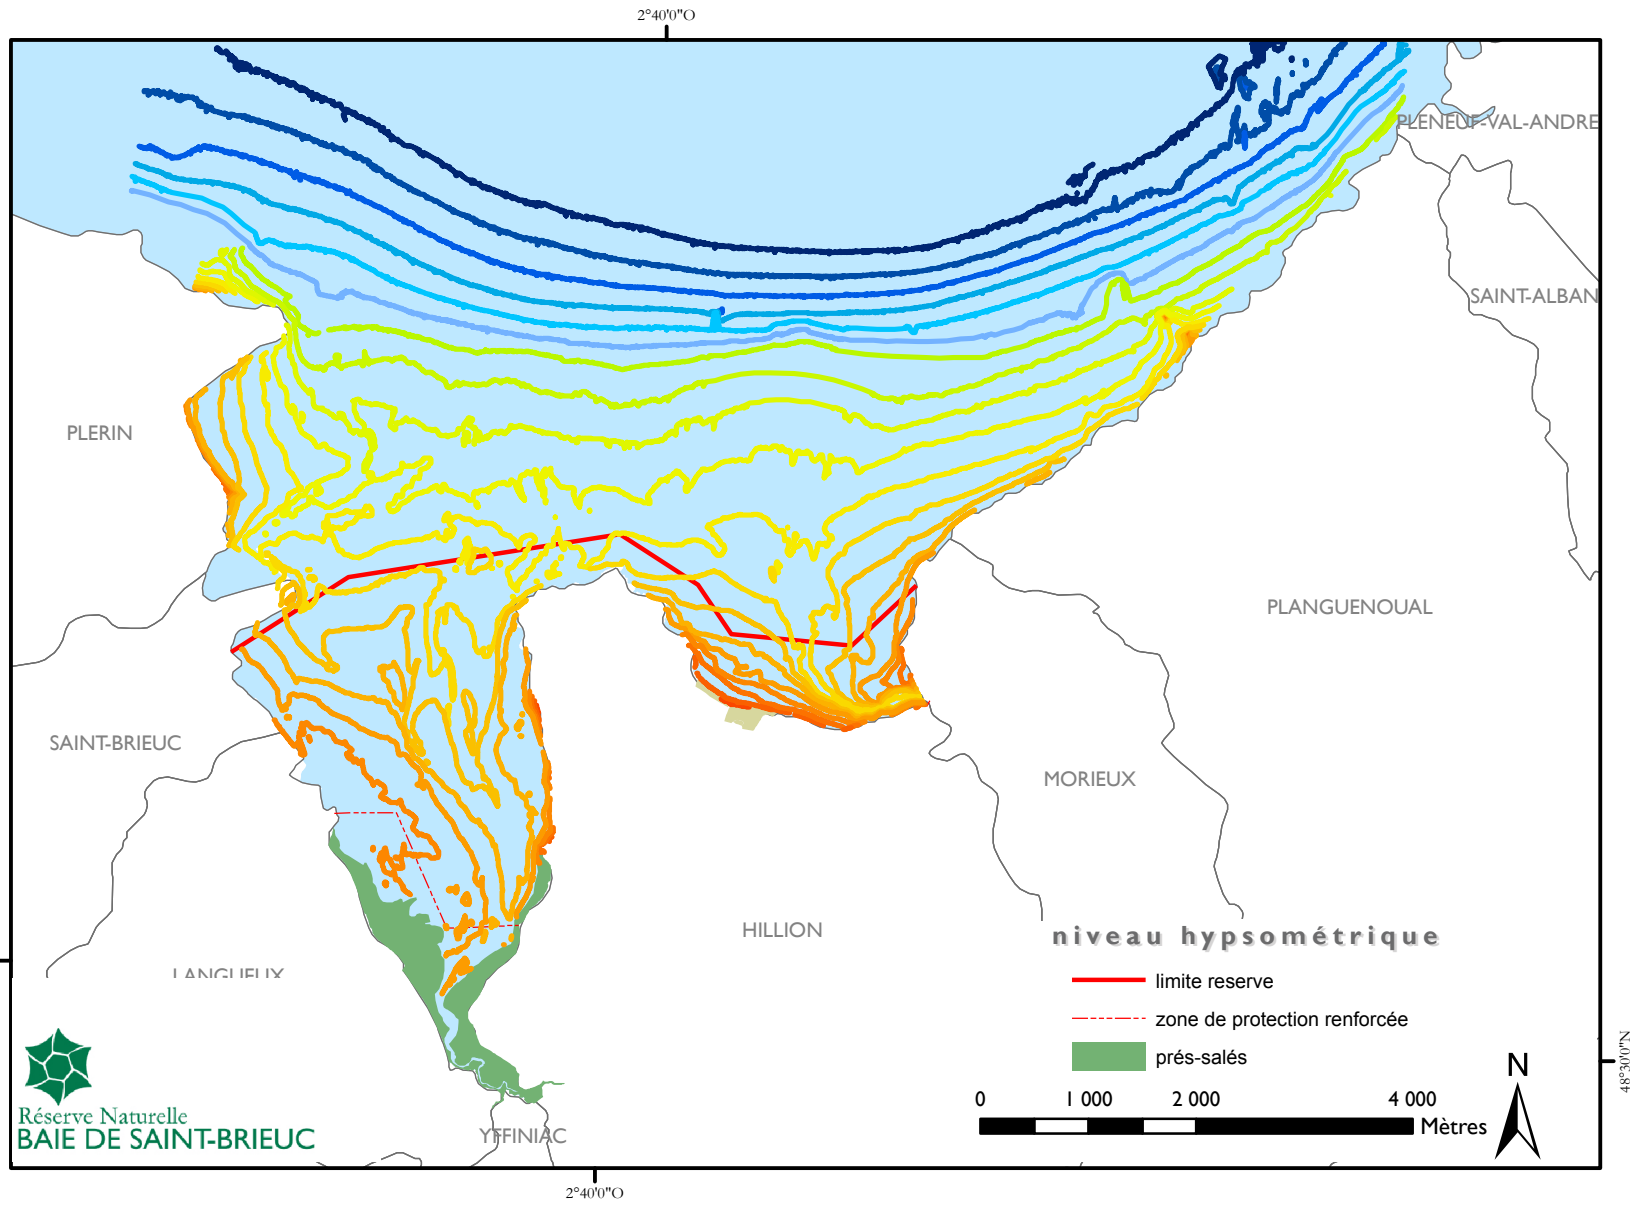 2°40'0"O
PLENEUF-VAL-ANDRE
SAINT-ALBAN
PLERIN
PLANGUENOUAL
SAINT-BRIEUC
MORIEUX
HILLION
LANGUEUX
niveau hypsométrique
limite reserve
zone de protection renforcée
prés-salés
48°30'0"N
N
0 1 000 2 000 4 000
Mètres
Réserve Naturelle
BAIE DE SAINT-BRIEUC
YFFINIAC
2°40'0"O